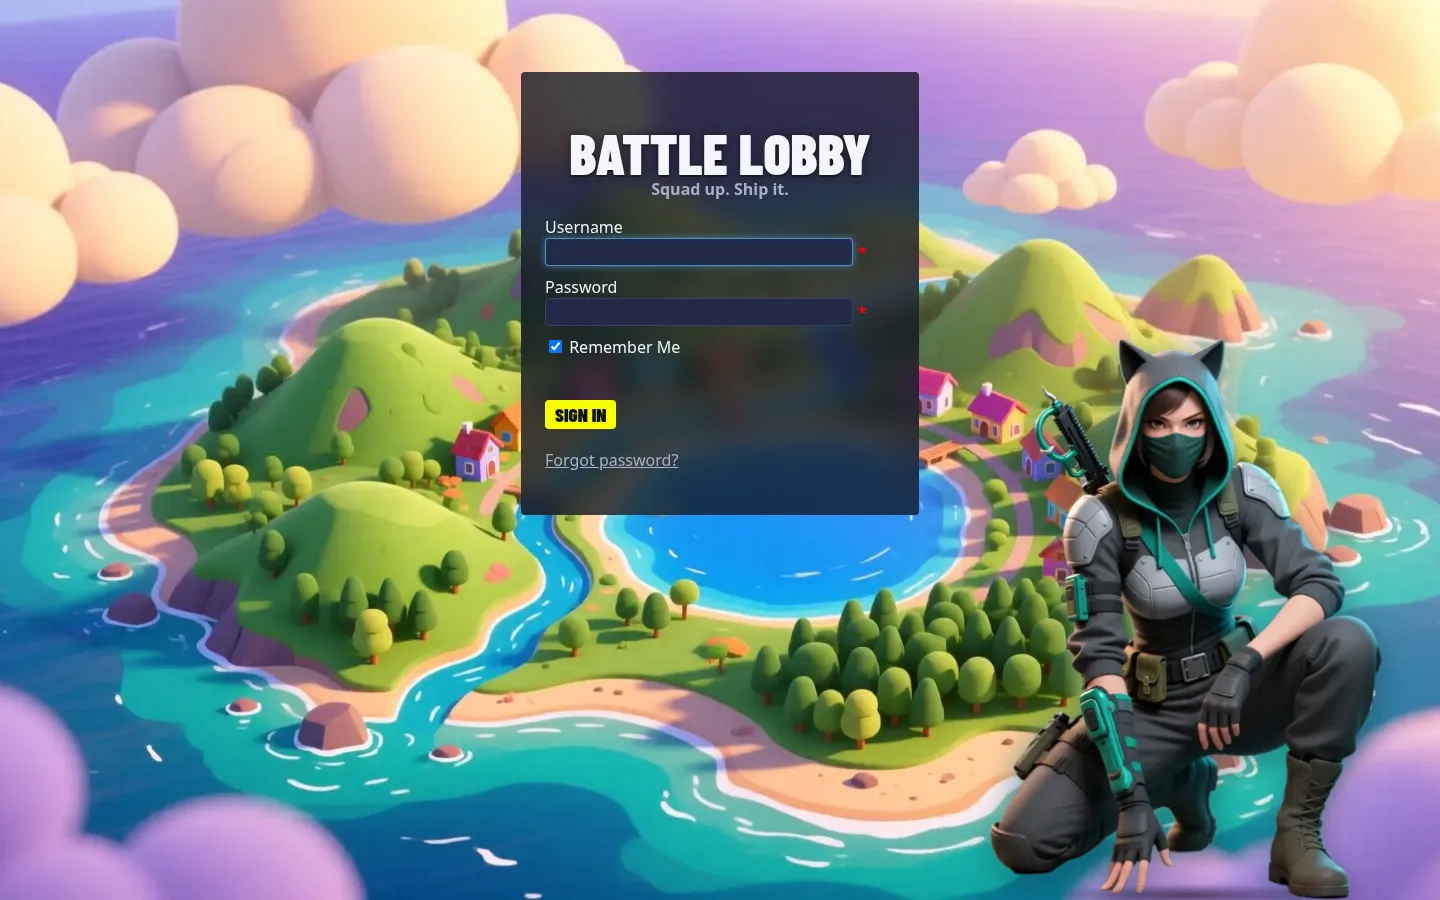 BATTLE LOBBY
Squad up. Ship it.
Username
*
Password
*
Remember Me
SIGN IN
Forgot password?